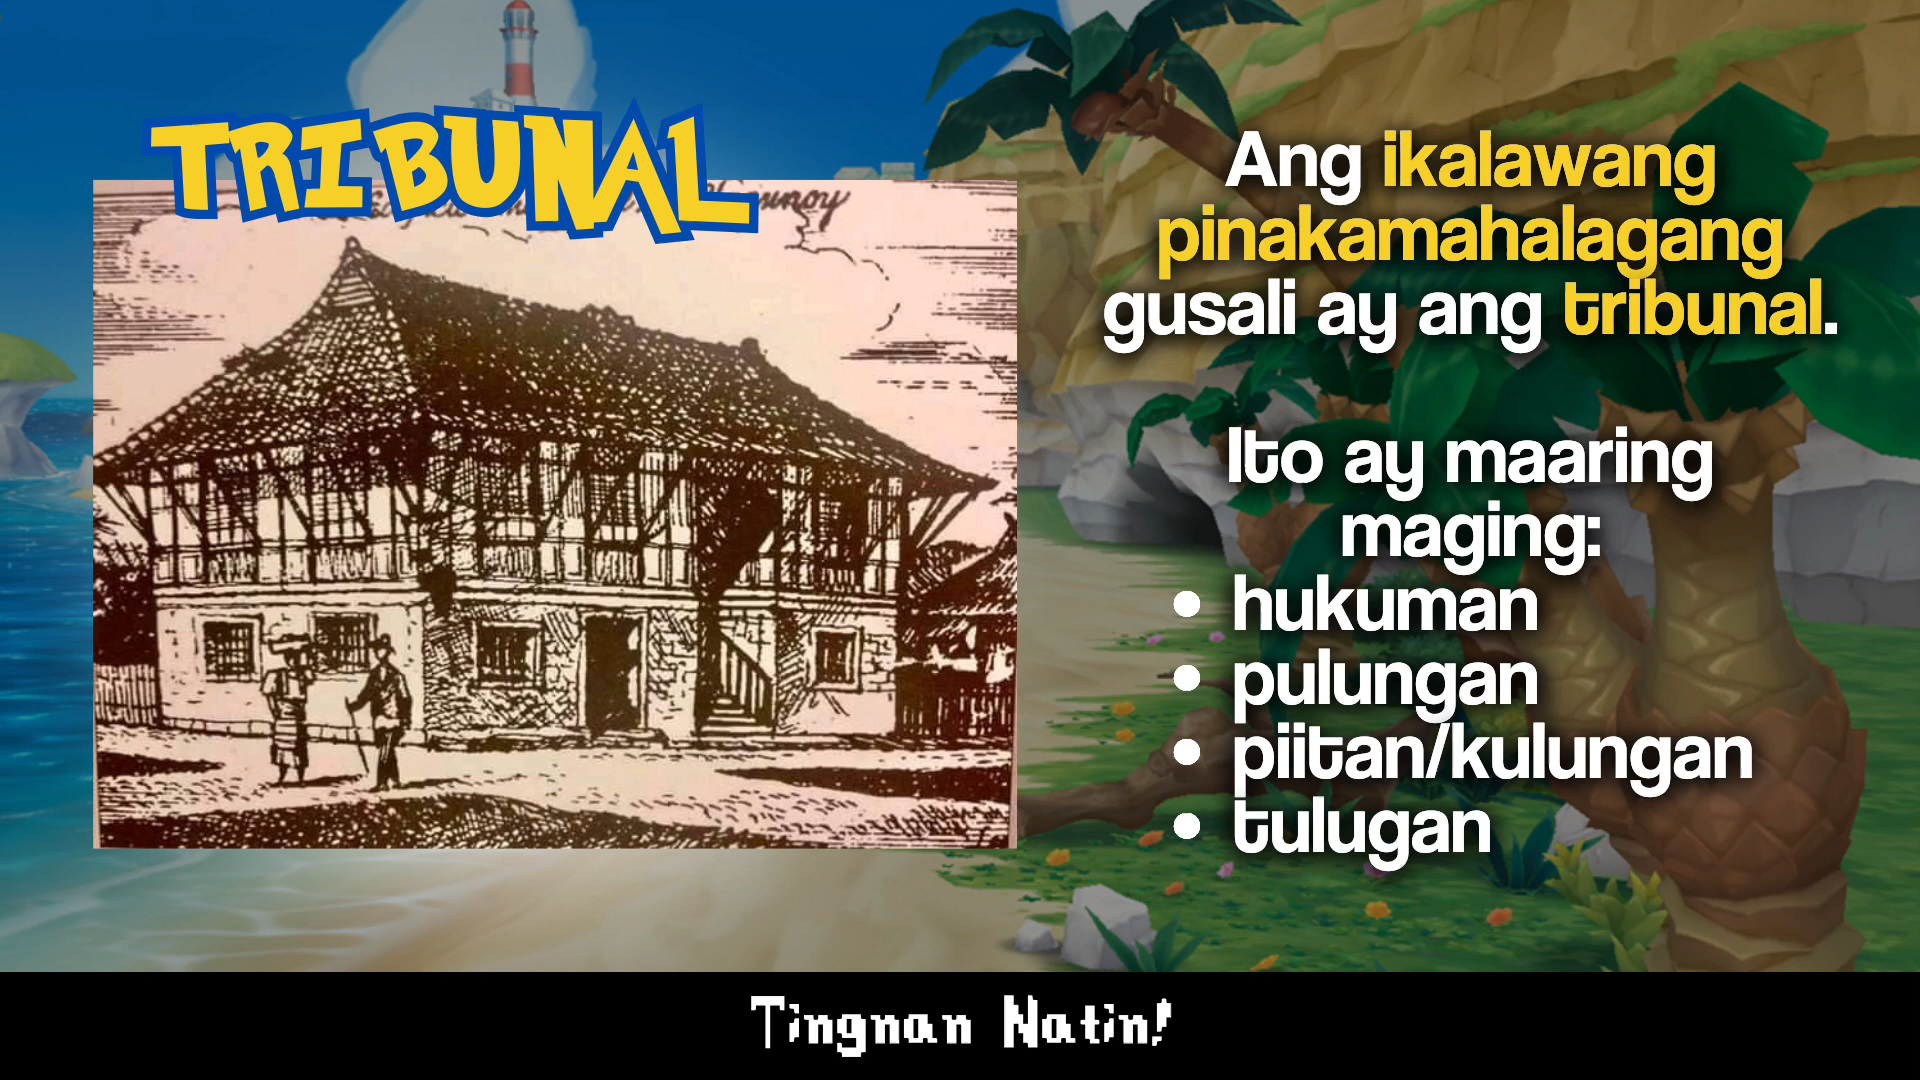 TRIBUNAL
Ang ikalawang
pinakamahalagang
gusali ay ang tribunal.
Ito ay maaring
maging:
• hukuman
• pulungan
• piitan/kulungan
• tulugan
Tingnan Natin!